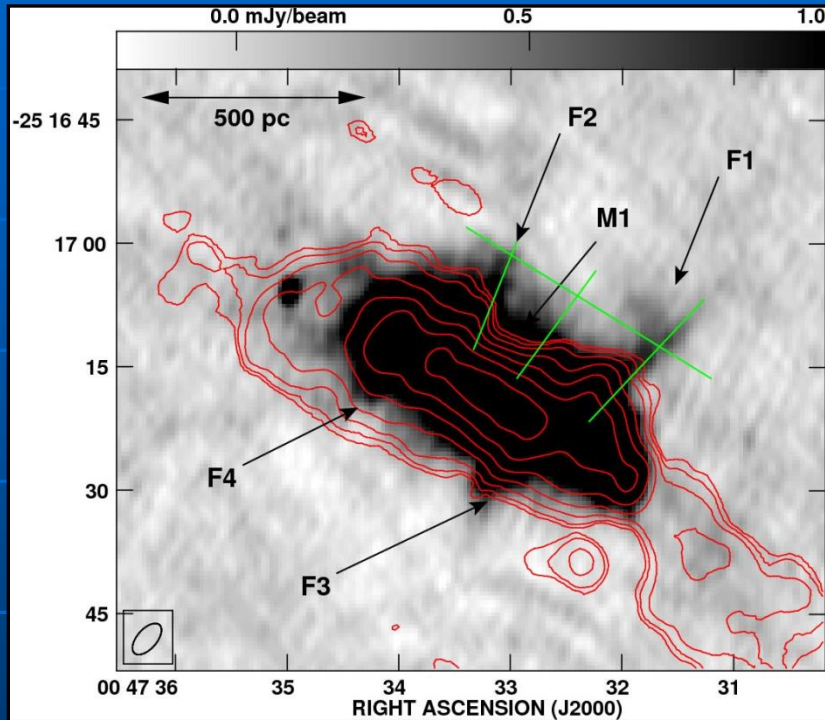 0.0 mJy/beam 0.5 1.0
500 pc
-25 16 45
F2
F1
M1
17 00
15
F4
30
F3
45
00 47 36 35 34 33 32 31
RIGHT ASCENSION (J2000)